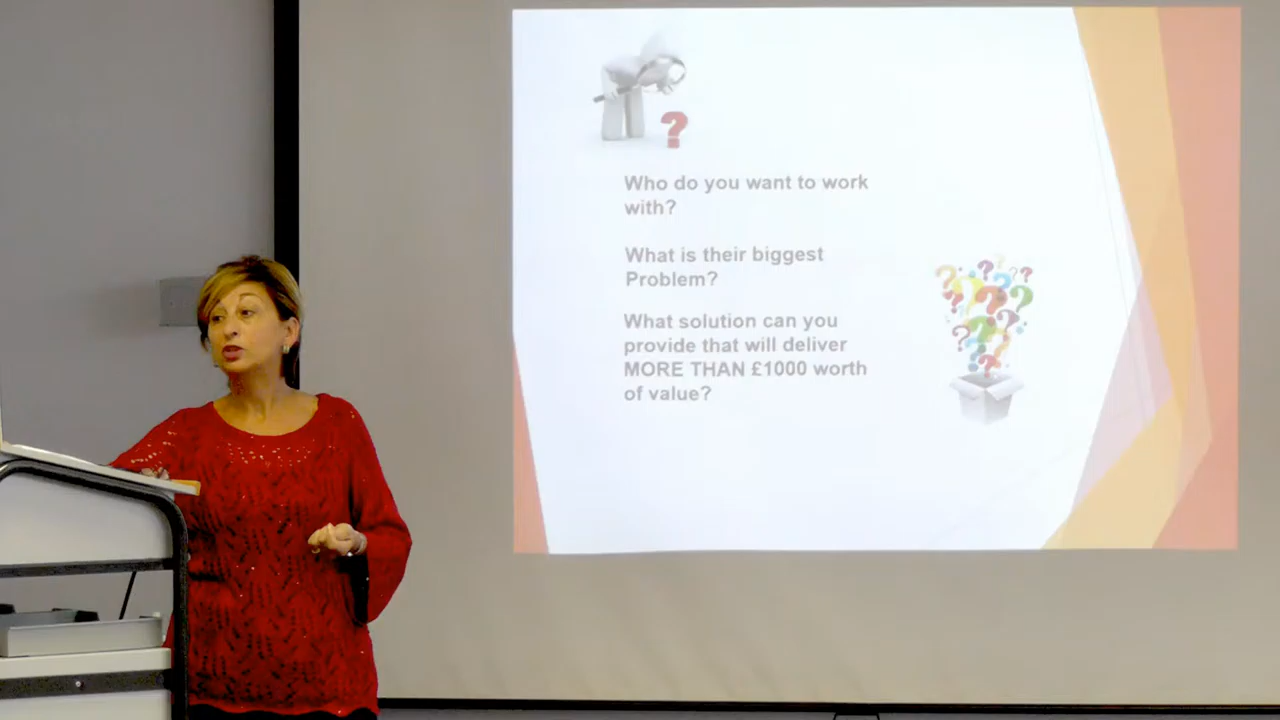 Who do you want to work
with?
What is their biggest
Problem?
What solution can you
provide that will deliver
MORE THAN £1000 worth
of value?